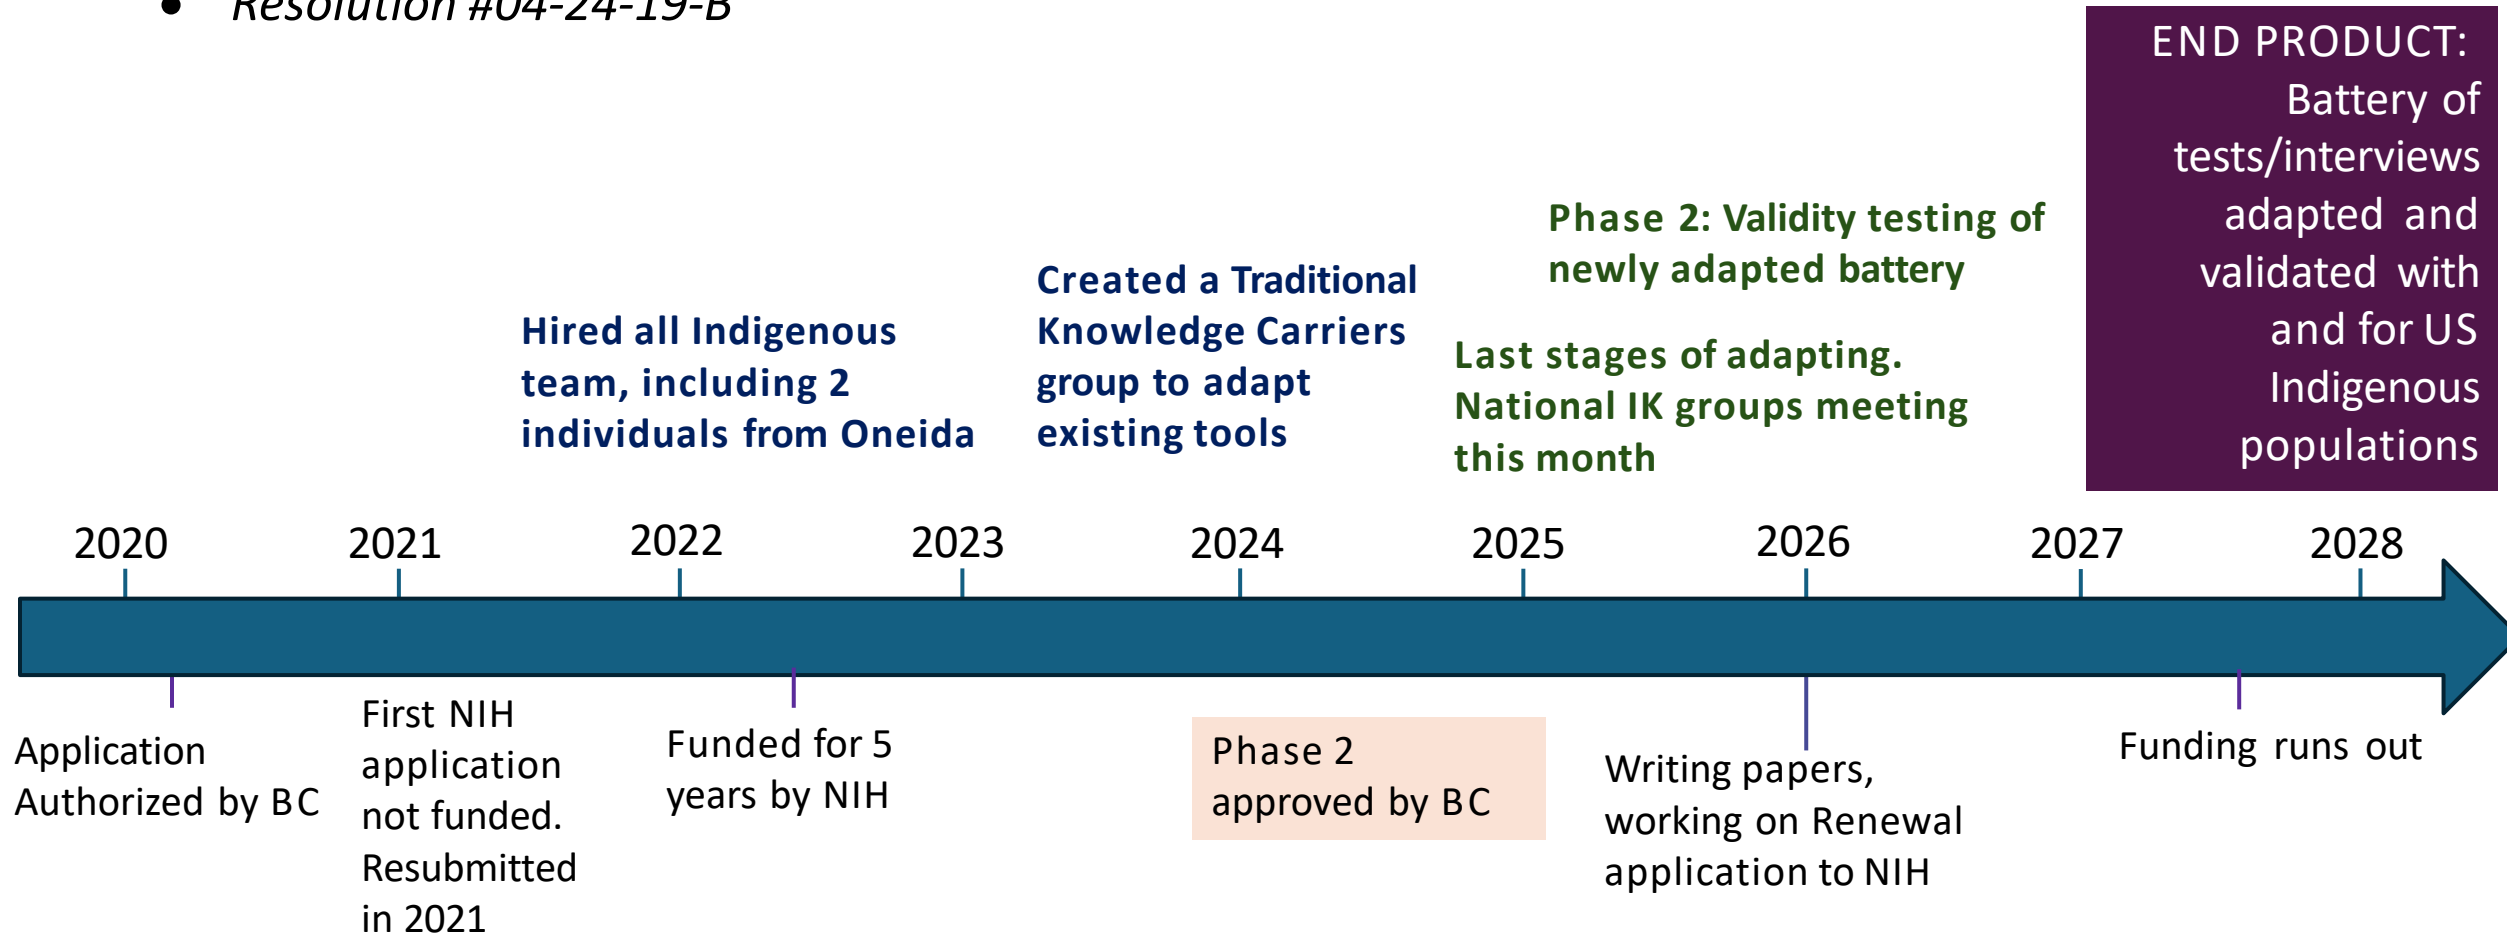 ● Resolution #04-24-19-B
END PRODUCT:
Battery of
tests/interviews
adapted and
validated with
and for US
Indigenous
populations
Phase 2: Validity testing of
newly adapted battery
Created a Traditional
Knowledge Carriers
group to adapt
existing tools
Hired all Indigenous
team, including 2
individuals from Oneida
Last stages of adapting.
National IK groups meeting
this month
2020 2021 2022 2023 2024 2025 2026 2027 2028
Application
Authorized by BC
First NIH
application
not funded.
Resubmitted
in 2021
Funded for 5
years by NIH
Phase 2
approved by BC
Writing papers,
working on Renewal
application to NIH
Funding runs out